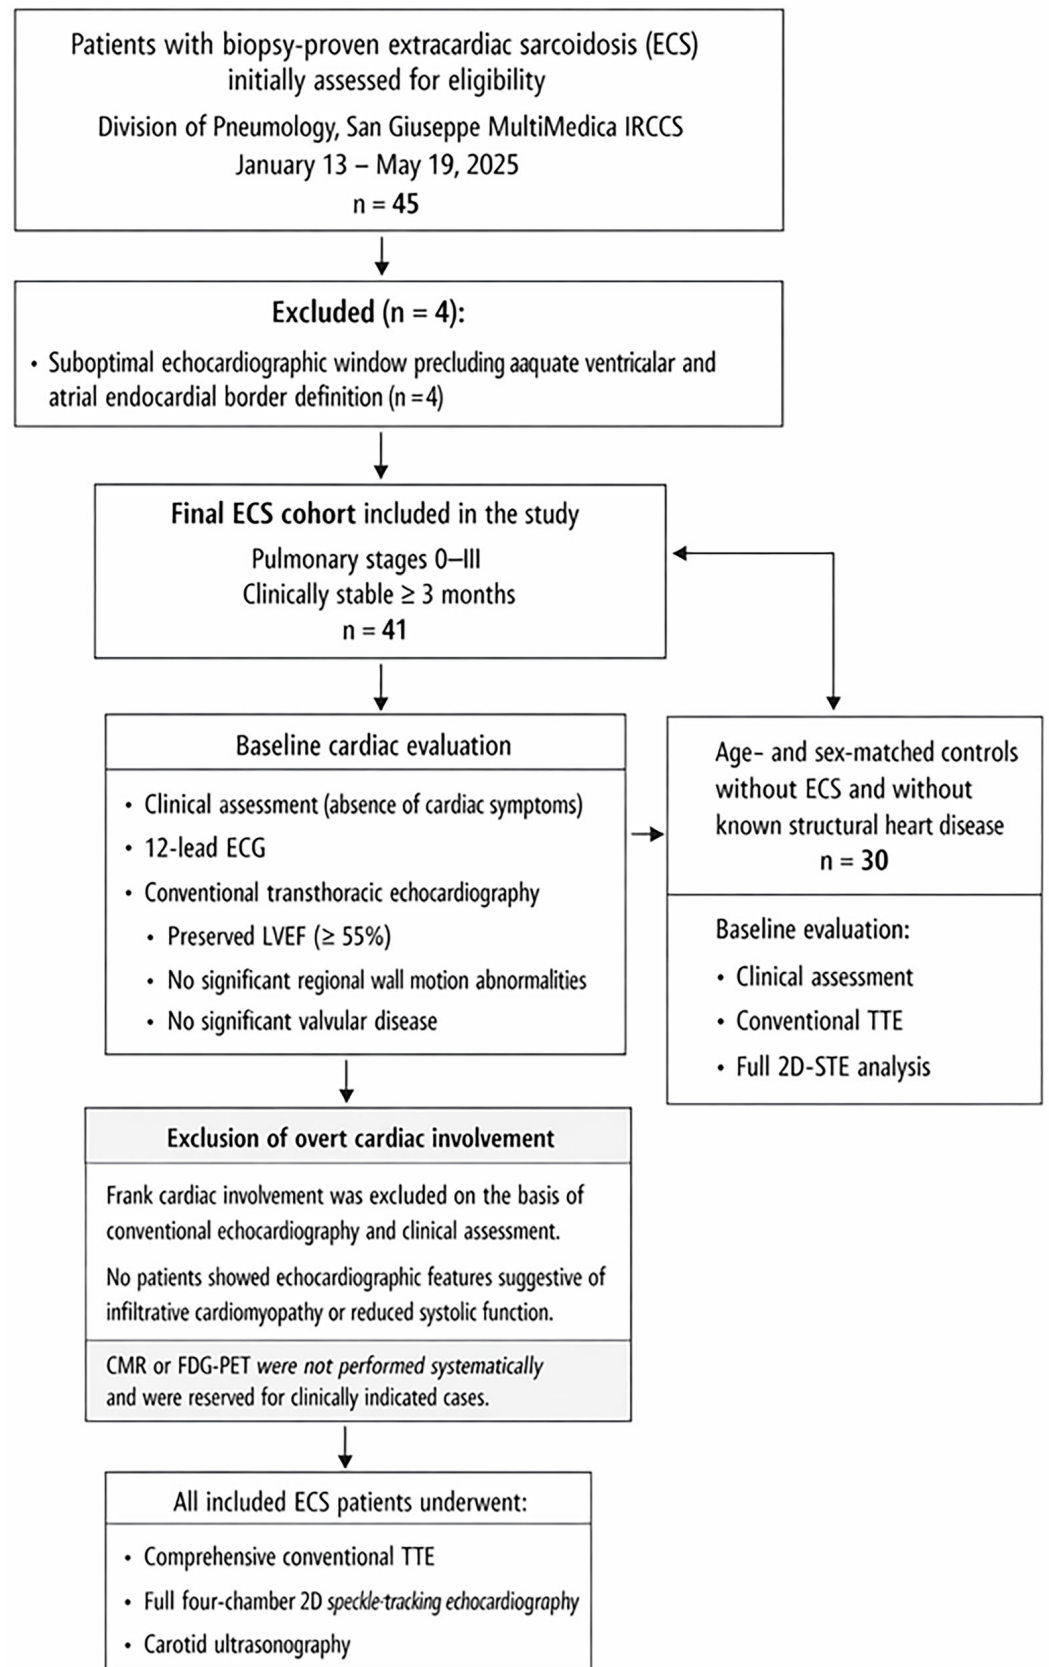 Patients with biopsy-proven extracardiac sarcoidosis (ECS)
initially assessed for eligibility
Division of Pneumology, San Giuseppe MultiMedica IRCCS
January 13 – May 19, 2025
n = 45
Excluded (n = 4):
• Suboptimal echocardiographic window precluding aaquate ventricalar and
atrial endocardial border definition (n = 4)
Final ECS cohort included in the study
Pulmonary stages 0–III
Clinically stable ≥ 3 months
n = 41
Baseline cardiac evaluation
• Clinical assessment (absence of cardiac symptoms)
• 12-lead ECG
• Conventional transthoracic echocardiography
• Preserved LVEF (≥ 55%)
• No significant regional wall motion abnormalities
• No significant valvular disease
Age- and sex-matched controls
without ECS and without
known structural heart disease
n = 30
Baseline evaluation:
• Clinical assessment
• Conventional TTE
• Full 2D-STE analysis
Exclusion of overt cardiac involvement
Frank cardiac involvement was excluded on the basis of
conventional echocardiography and clinical assessment.
No patients showed echocardiographic features suggestive of
infiltrative cardiomyopathy or reduced systolic function.
CMR or FDG-PET were not performed systematically
and were reserved for clinically indicated cases.
All included ECS patients underwent:
• Comprehensive conventional TTE
• Full four-chamber 2D speckle-tracking echocardiography
• Carotid ultrasonography